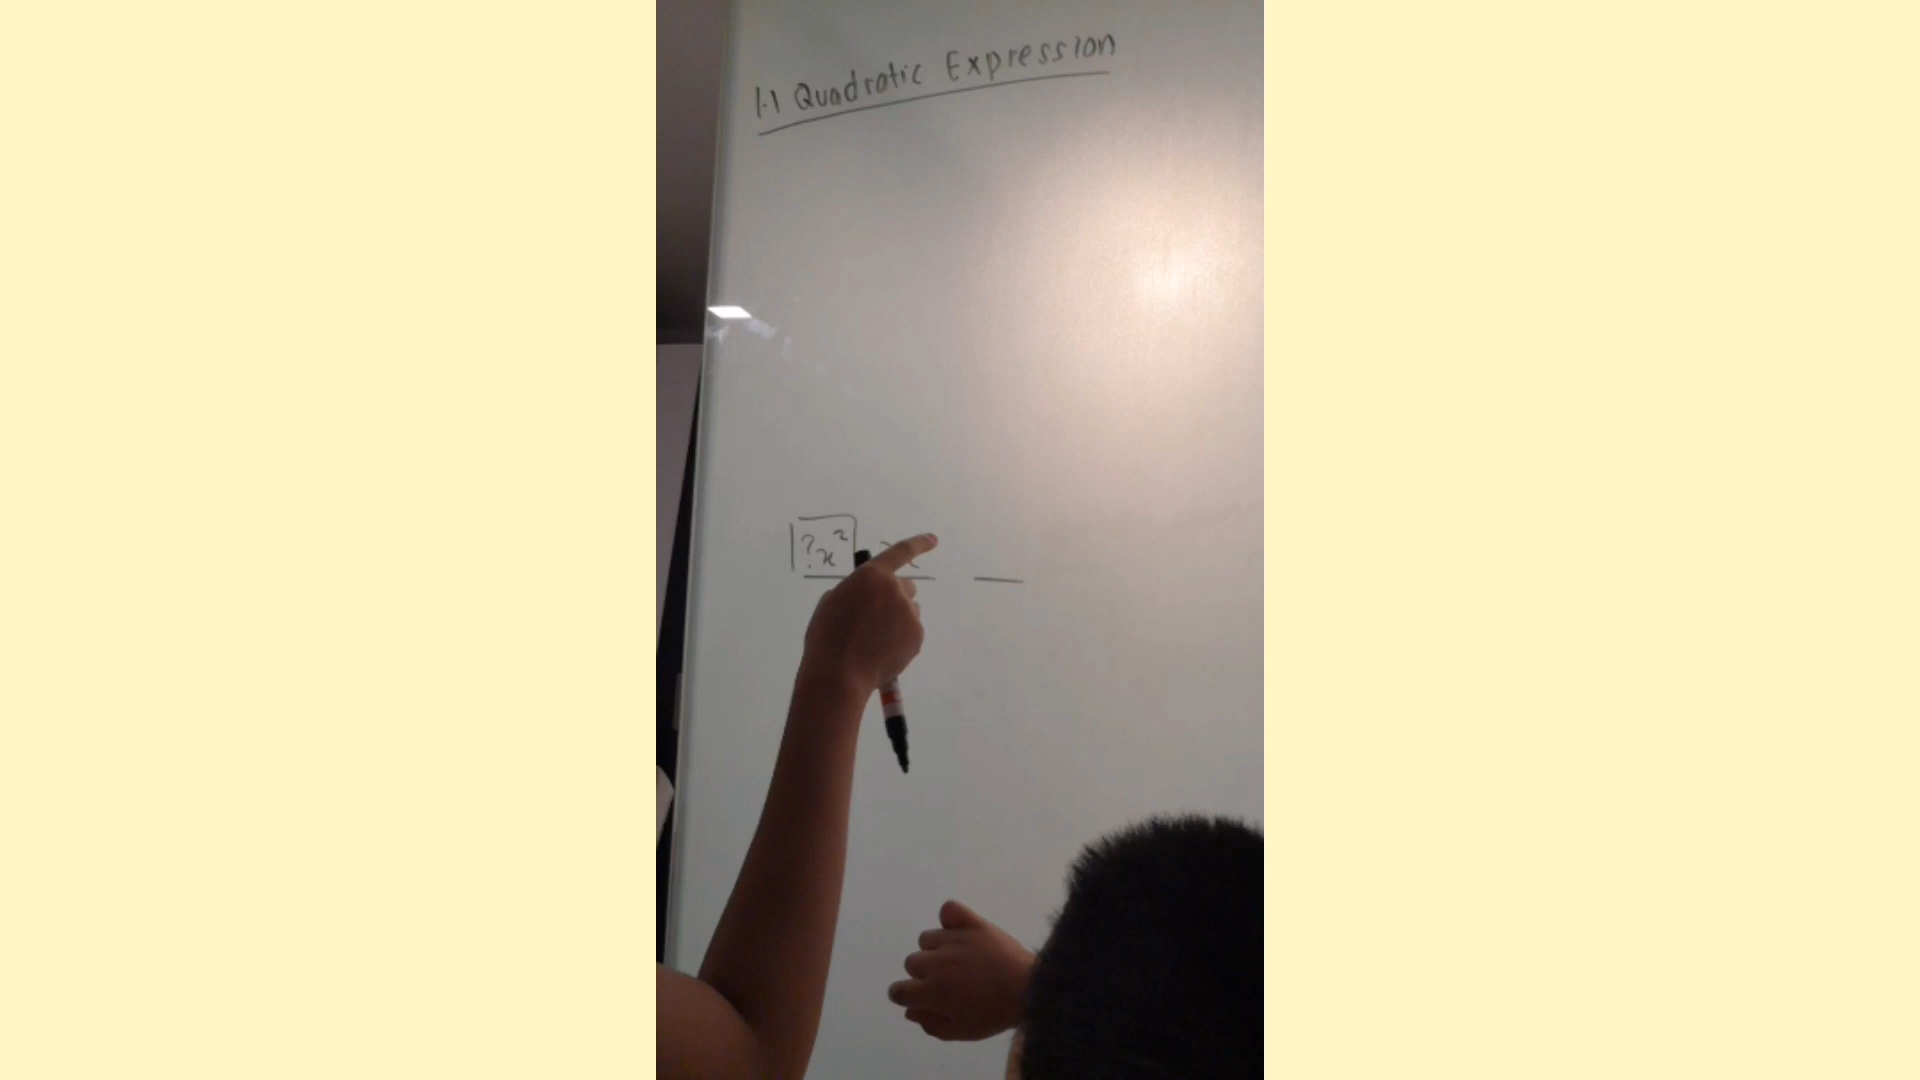 1.1 Quadratic Expression
?x² x